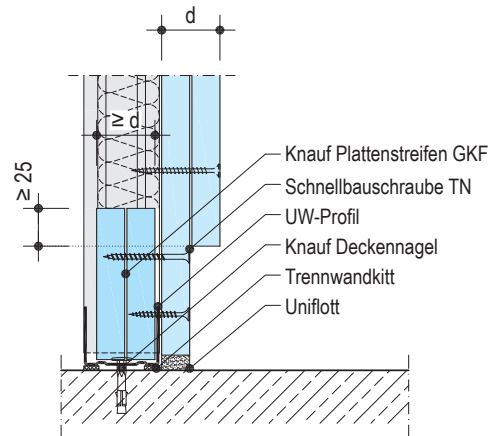 d
≥ d
≥ 25
Knauf Plattenstreifen GKF
Schnellbauschraube TN
UW-Profil
Knauf Deckennagel
Trennwandkitt
Uniflott